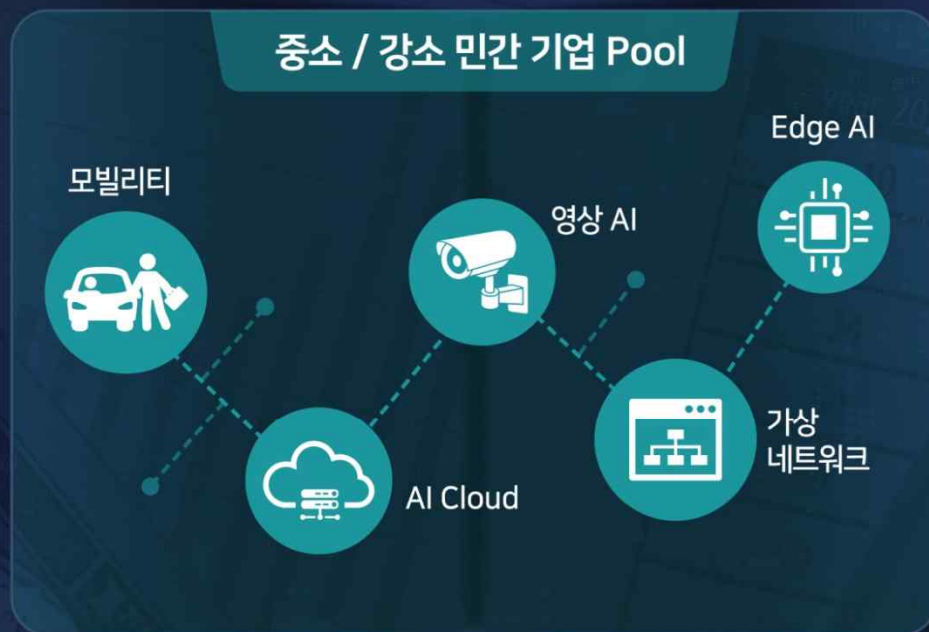 중소 / 강소 민간 기업 Pool
모빌리티
AI Cloud
영상 AI
가상
네트워크
Edge AI